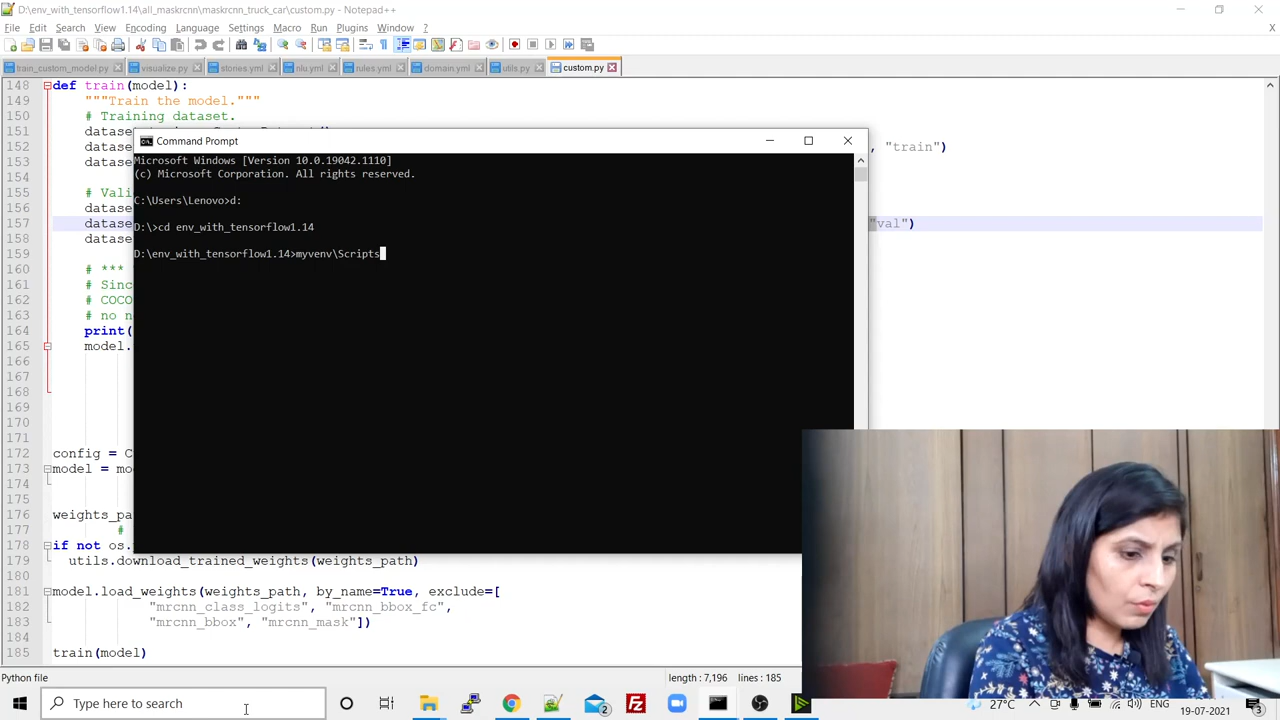 D:\env_with_tensorflow1.14\all_maskrcnn\maskrcnn_truck_car\custom.py - Notepad++
File Edit Search View Encoding Language Settings Macro Run Plugins Window ?
X
train_custom_model.py visualize.py stories.yml nlu.yml rules.yml domain.yml utils.py custom.py
148 def train(model):
149 """Train the model."""
150 # Training dataset.
151
152 , "train")
153
154
155 # Vali
156
157 "val")
158
159
160 # ***
161 # Sinc
162 # COCO
163 # no n
164 print(
165 model.
166
167
168
169
170
171
172 config = C
173 model = mo
174
175
176 weights_pa
177 #
178 if not os.
179 utils.download_trained_weights(weights_path)
180
181 model.load_weights(weights_path, by_name=True, exclude=[
182 "mrcnn_class_logits", "mrcnn_bbox_fc",
183 "mrcnn_bbox", "mrcnn_mask"])
184
185 train(model)
Command Prompt
Microsoft Windows [Version 10.0.19042.1110]
(c) Microsoft Corporation. All rights reserved.
C:\Users\Lenovo>d:
D:\>cd env_with_tensorflow1.14
D:\env_with_tensorflow1.14>myvenv\Scripts
Python file length : 7,196 lines : 185
Type here to search
2
27°C ENG 19-07-2021 3